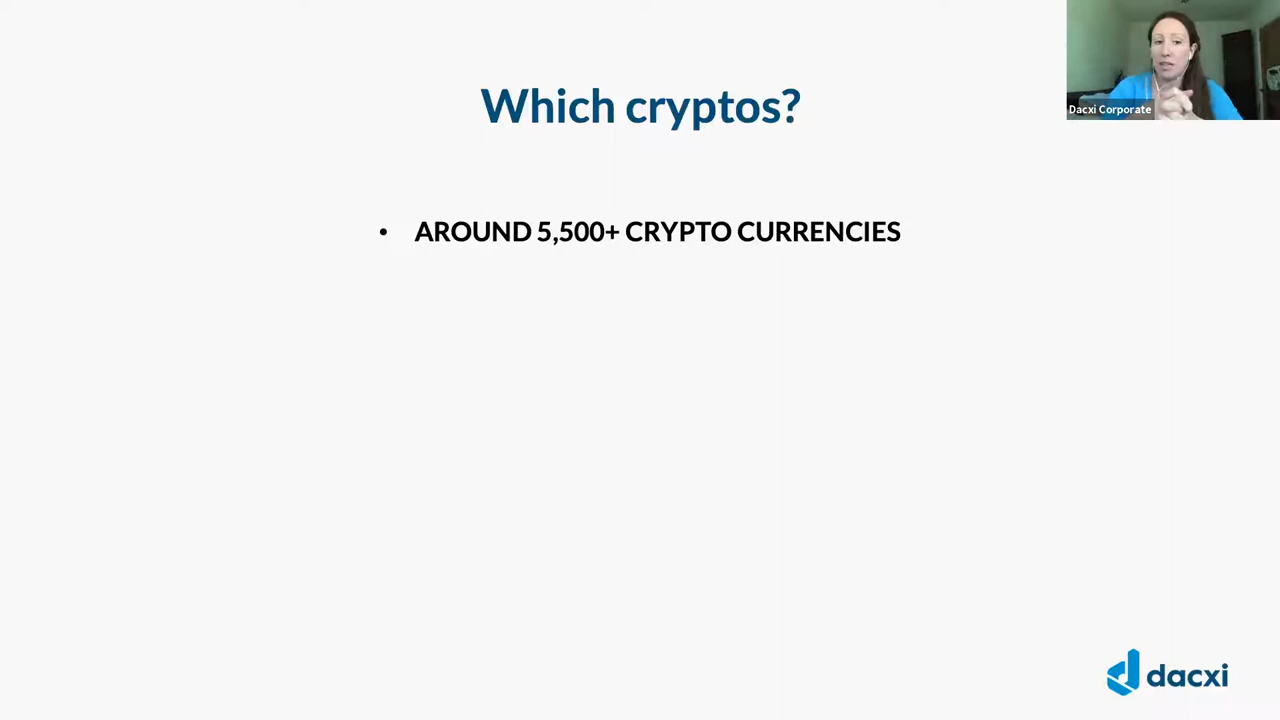 Which cryptos?
Dacxi Corporate
• AROUND 5,500+ CRYPTO CURRENCIES
dacxi